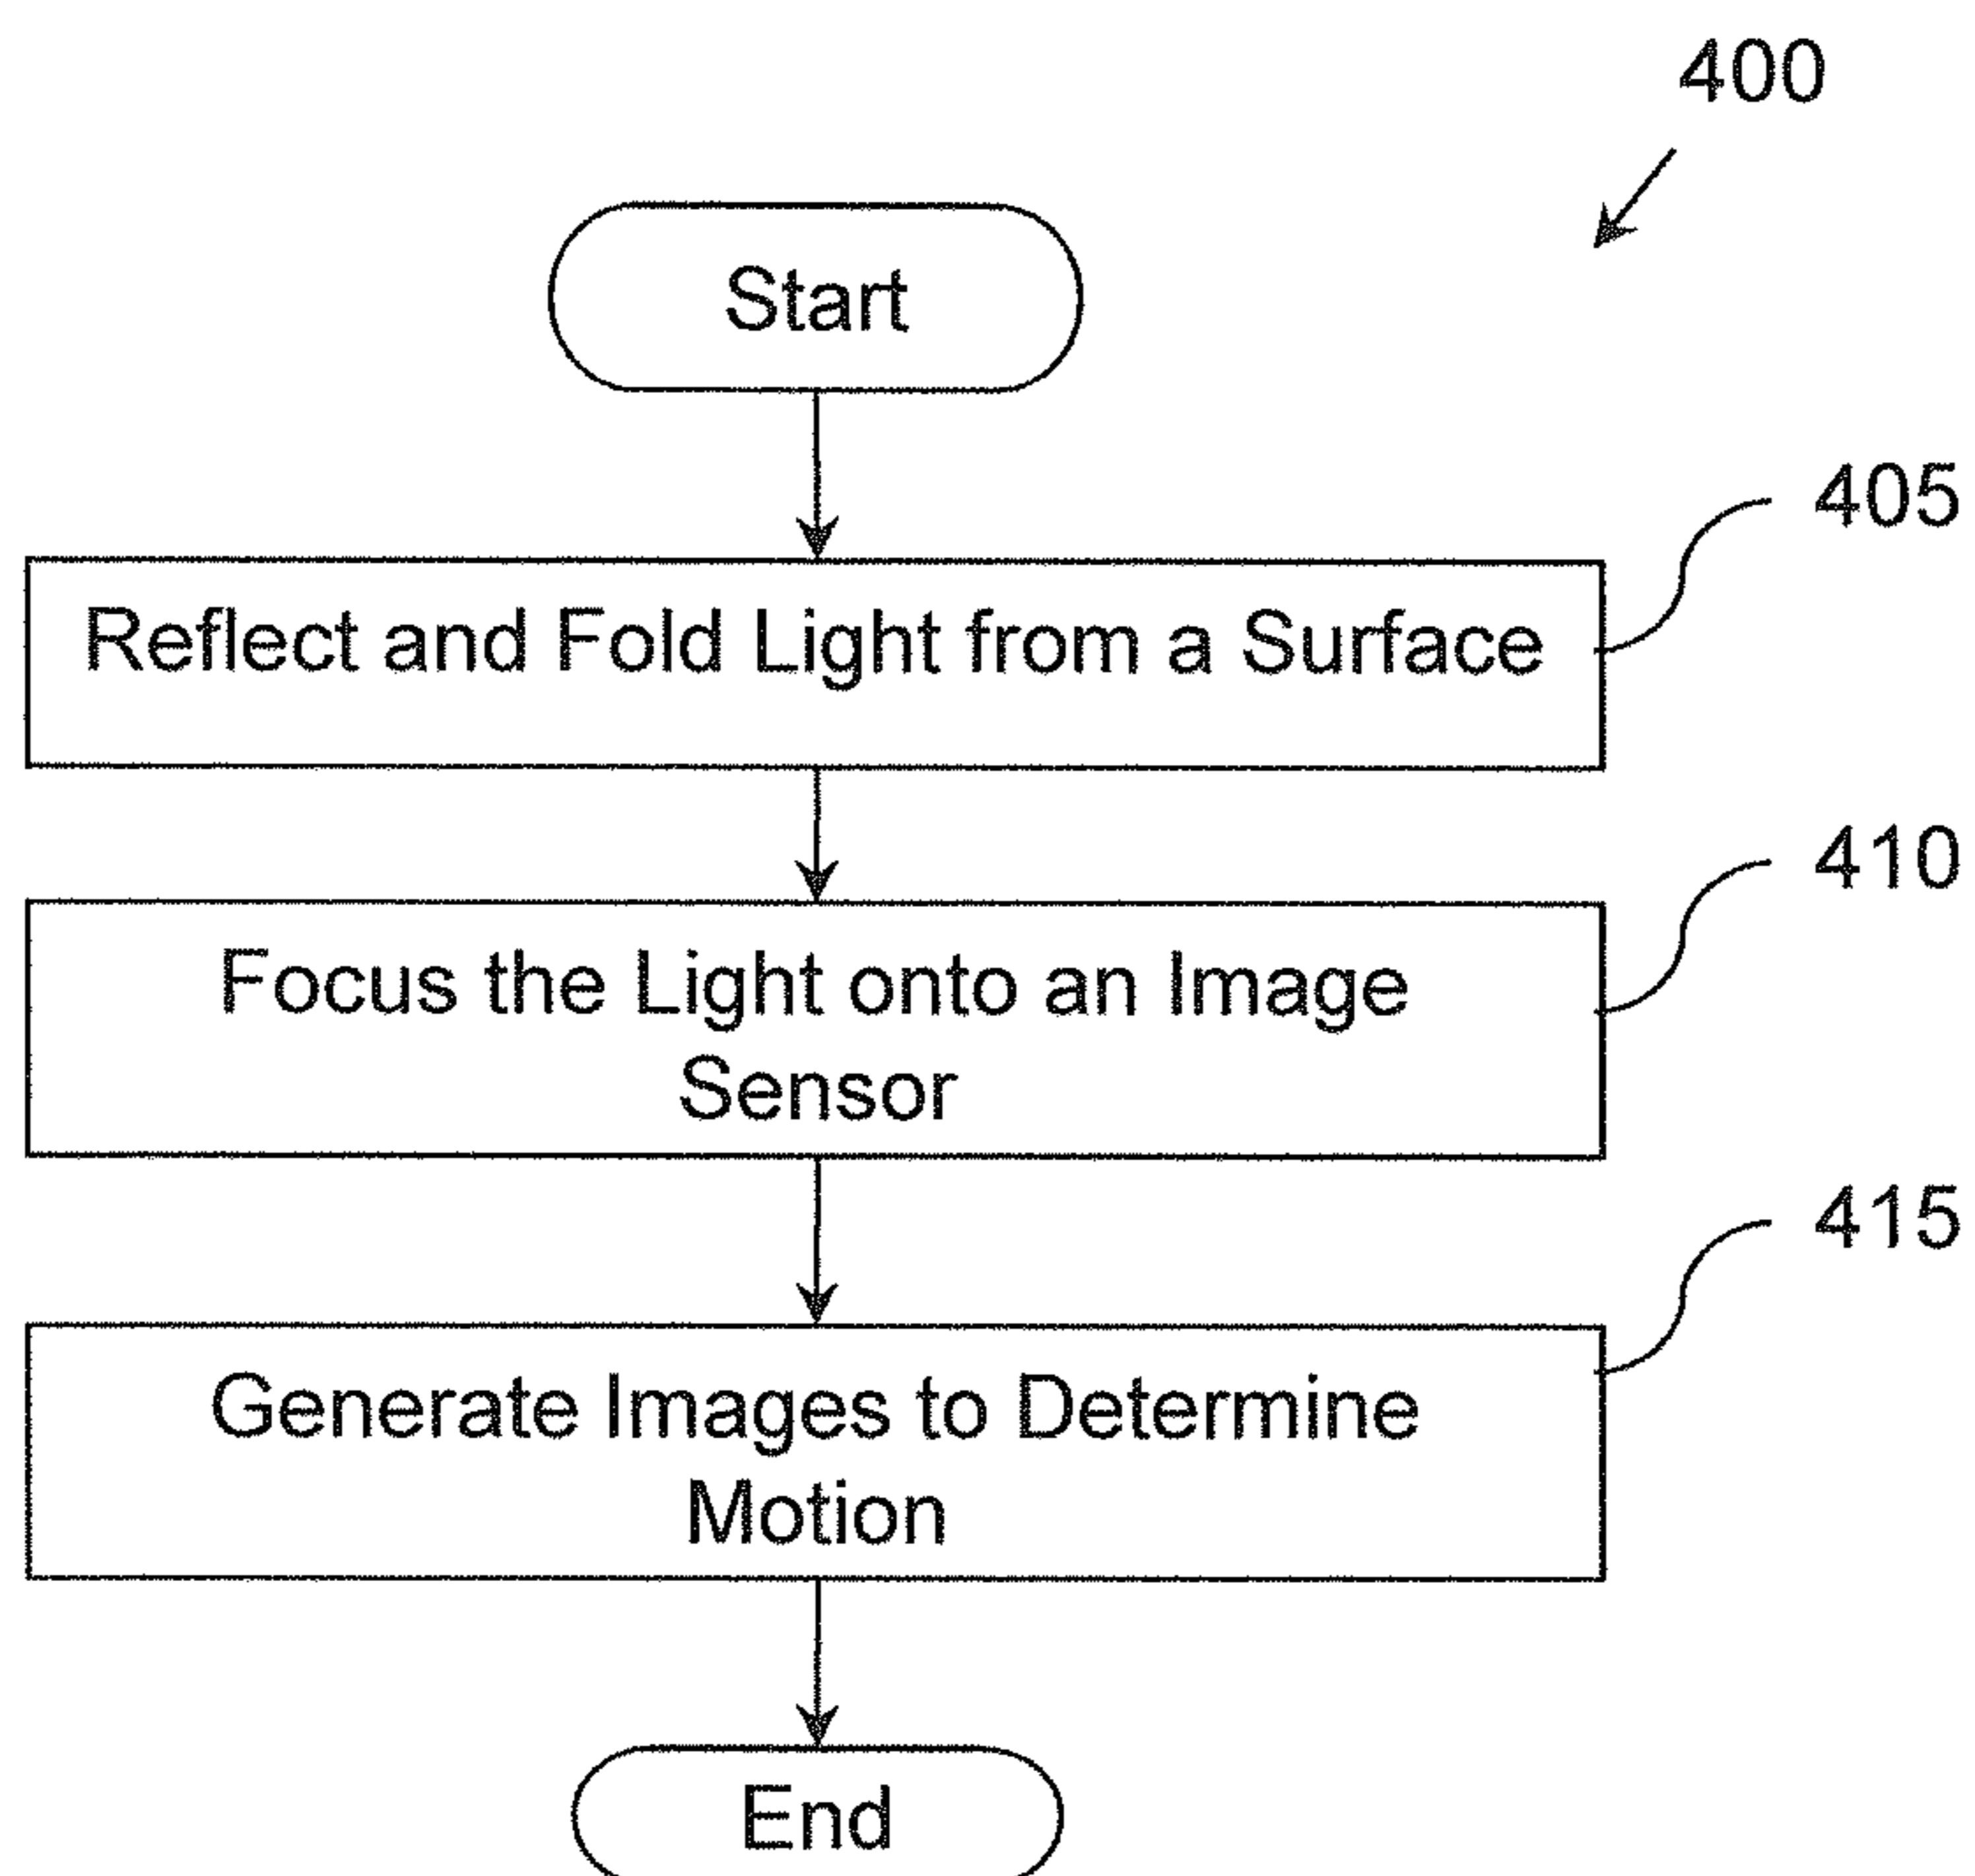 400
Start
405
Reflect and Fold Light from a Surface
410
Focus the Light onto an Image
Sensor
415
Generate Images to Determine
Motion
End